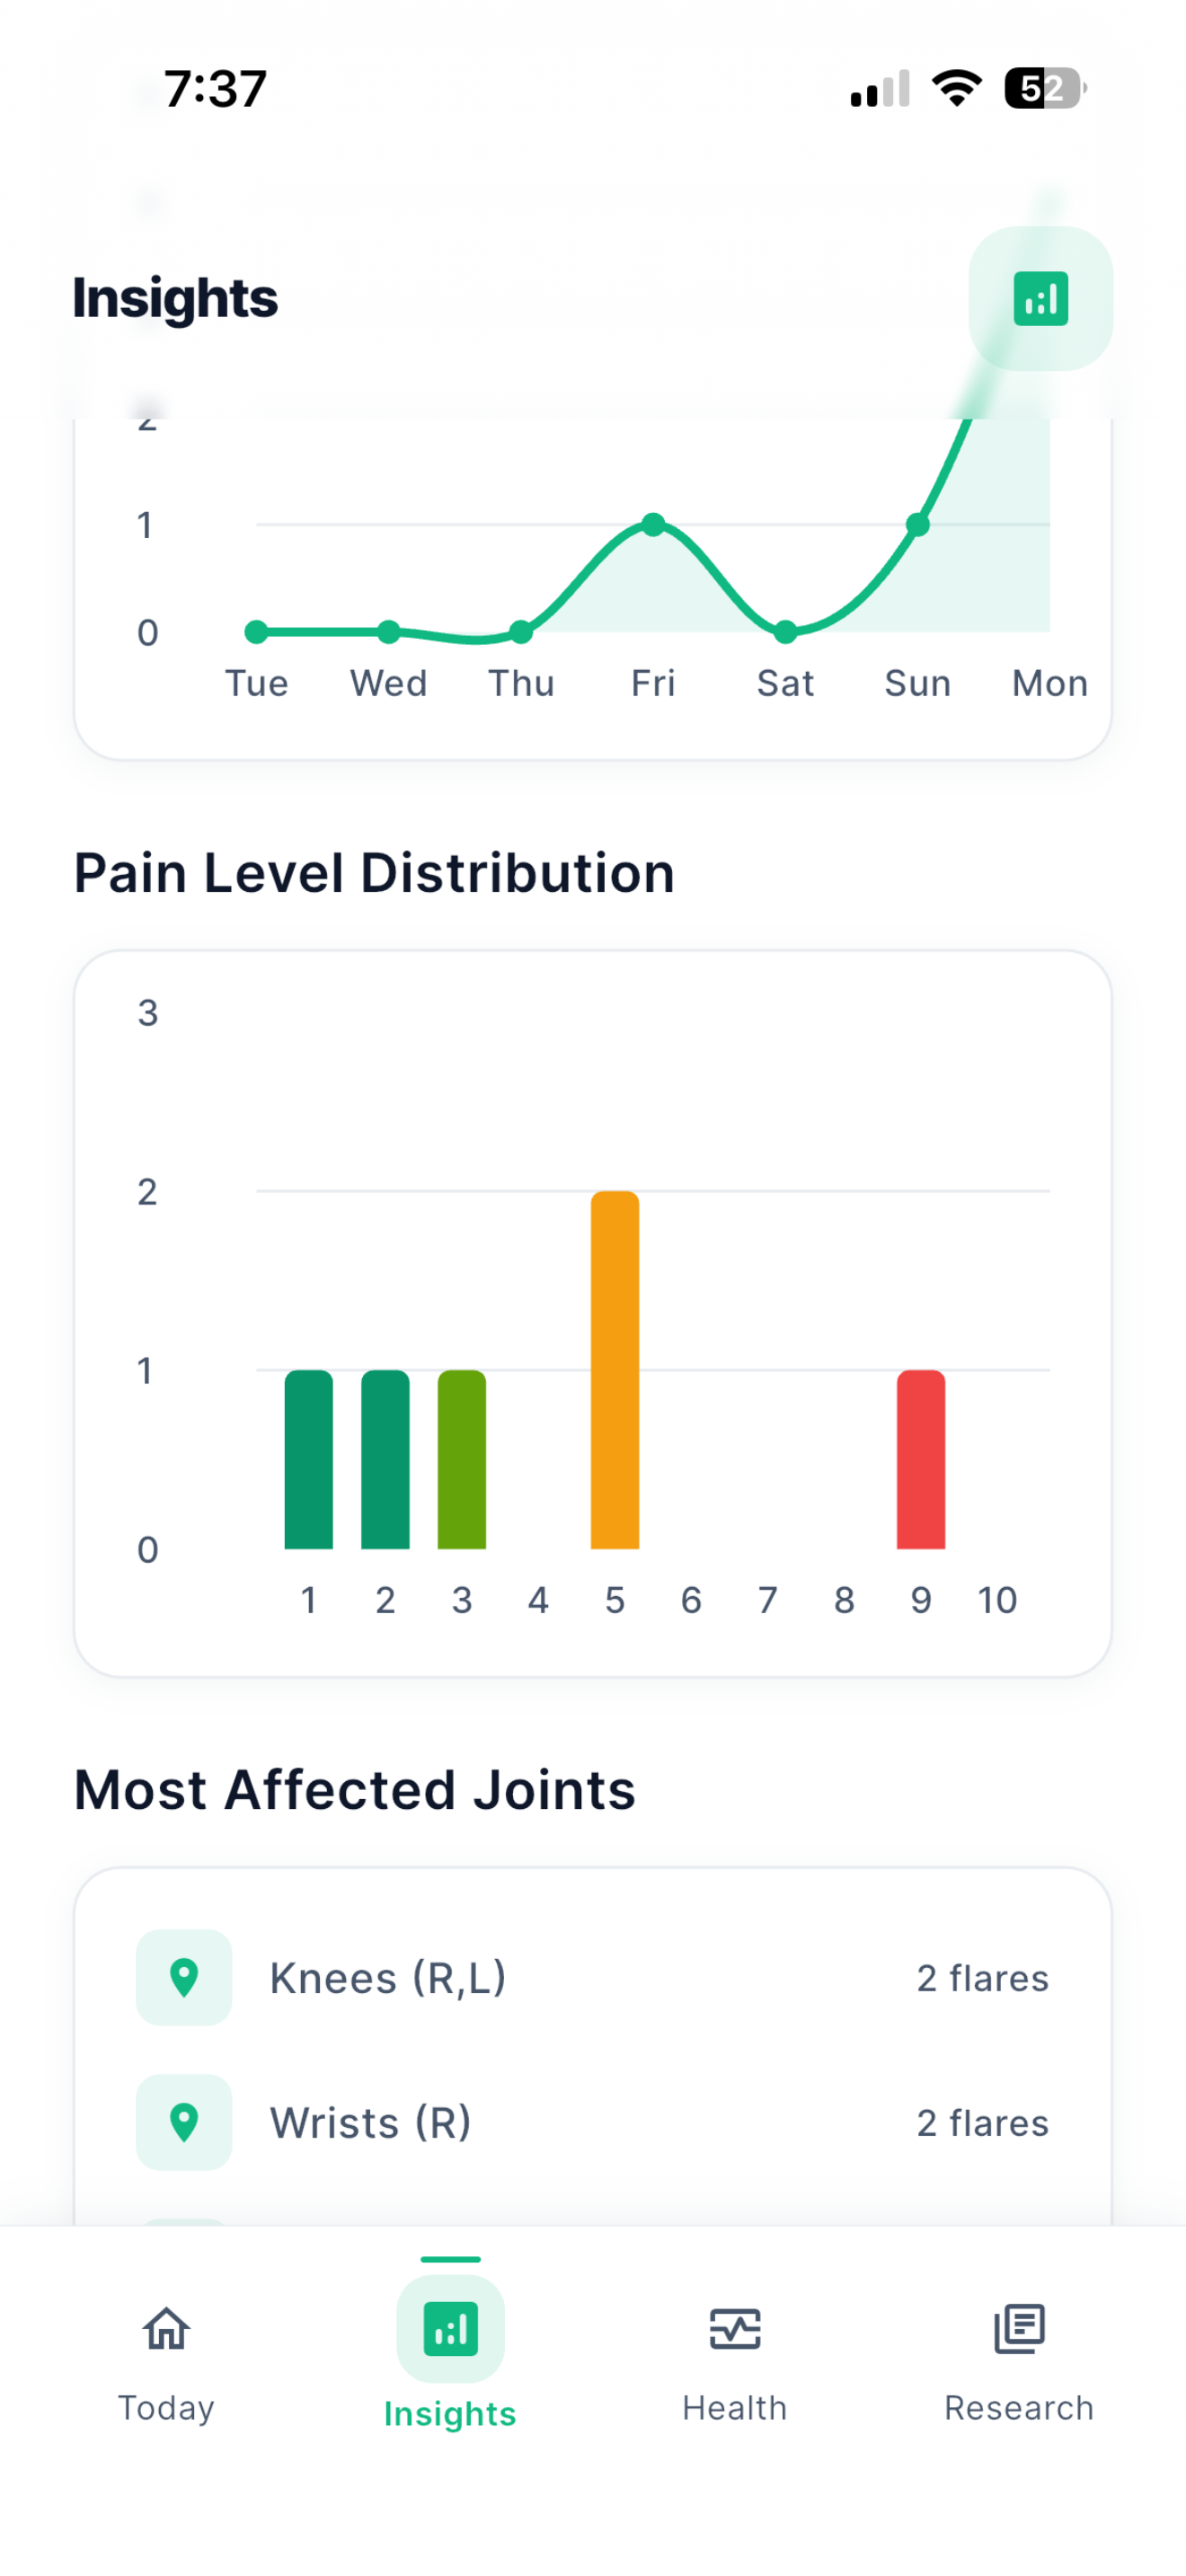 7:37
52
Insights
2
1
0
Tue Wed Thu Fri Sat Sun Mon
Pain Level Distribution
3
2
1
0
1 2 3 4 5 6 7 8 9 10
Most Affected Joints
Knees (R,L) 2 flares
Wrists (R) 2 flares
Today Insights Health Research